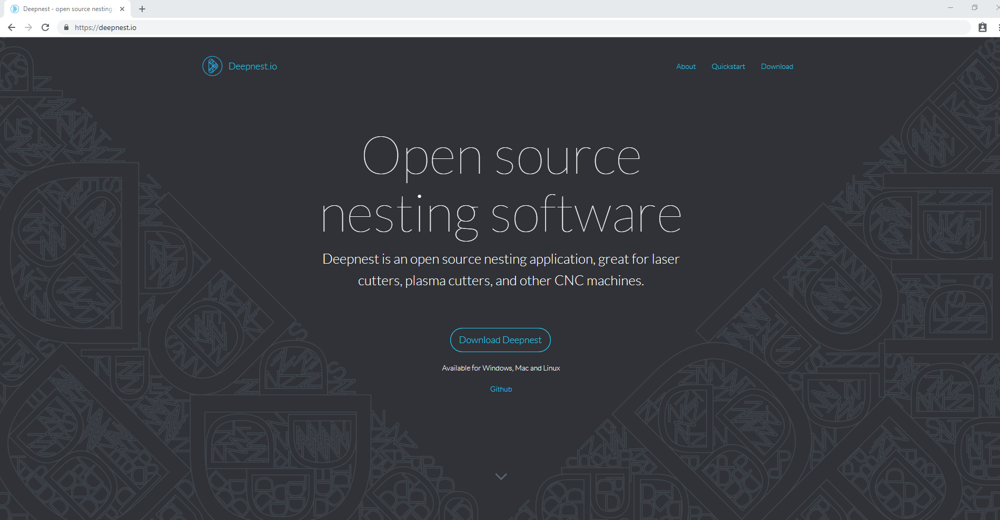 Deepnest - open source nesting
https://deepnest.io
Deepnest.io
About Quickstart Download
Open source
nesting software
Deepnest is an open source nesting application, great for laser
cutters, plasma cutters, and other CNC machines.
Download Deepnest
Available for Windows, Mac and Linux
Github